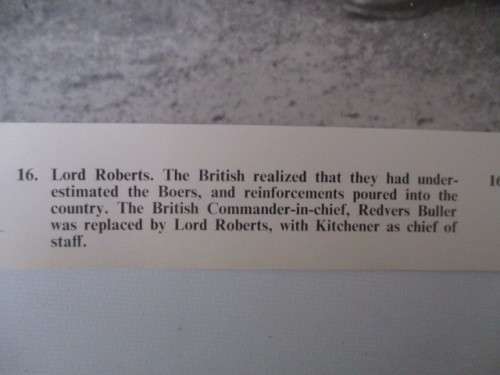 16. Lord Roberts. The British realized that they had under-
estimated the Boers, and reinforcements poured into the
country. The British Commander-in-chief, Redvers Buller
was replaced by Lord Roberts, with Kitchener as chief of
staff.